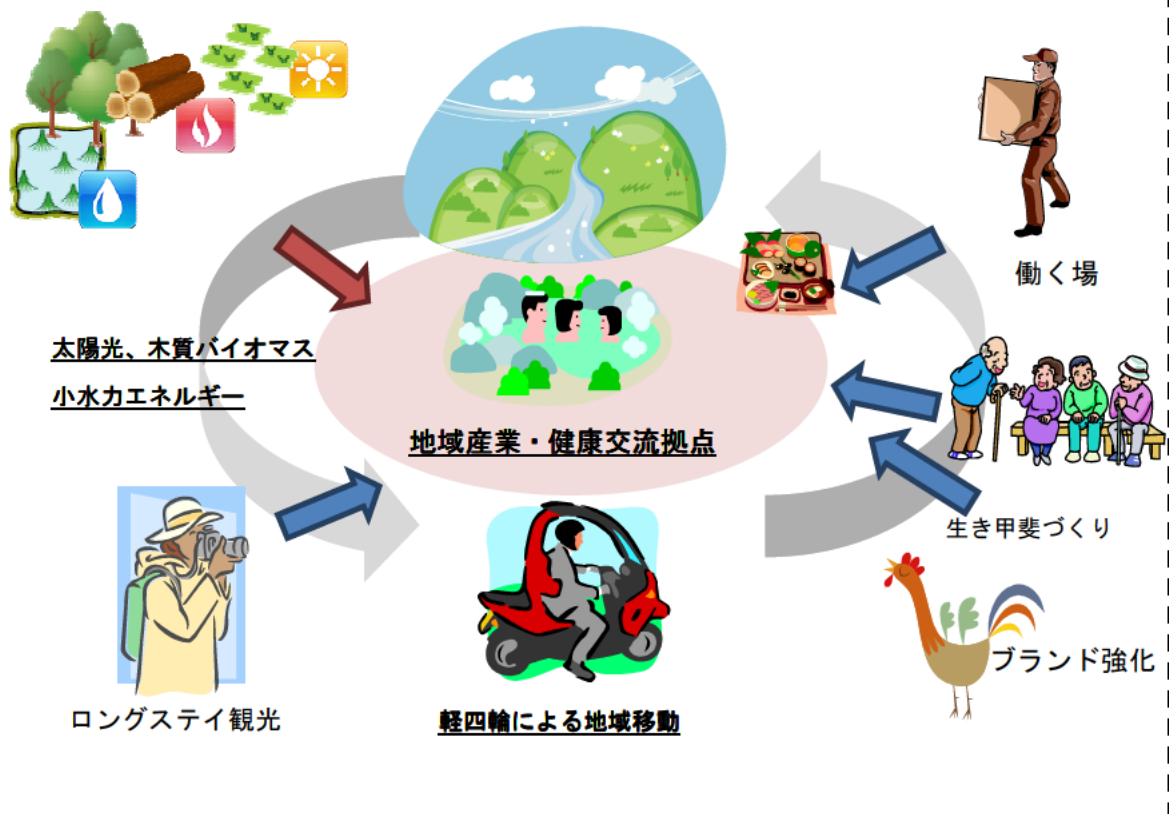 働く場
太陽光、木質バイオマス
小水力エネルギー
地域産業・健康交流拠点
生き甲斐づくり
ブランド強化
ロングステイ観光
軽四輪による地域移動